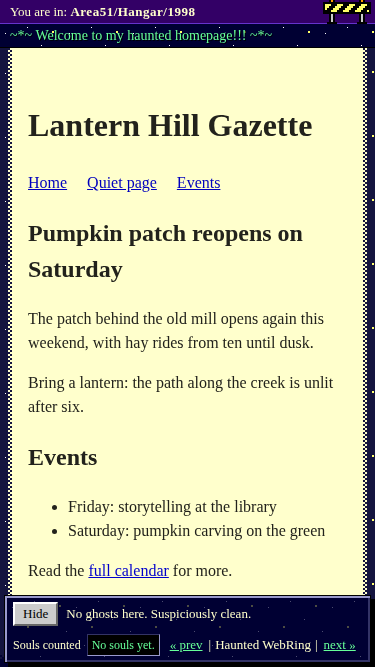 You are in: Area51/Hangar/1998
~*~ Welcome to my haunted homepage!!! ~*~
Lantern Hill Gazette
Home Quiet page Events
Pumpkin patch reopens on
Saturday
The patch behind the old mill opens again this
weekend, with hay rides from ten until dusk.
Bring a lantern: the path along the creek is unlit
after six.
Events
Friday: storytelling at the library
Saturday: pumpkin carving on the green
Read the full calendar for more.
Hide No ghosts here. Suspiciously clean.
Souls counted No souls yet. « prev | Haunted WebRing | next »